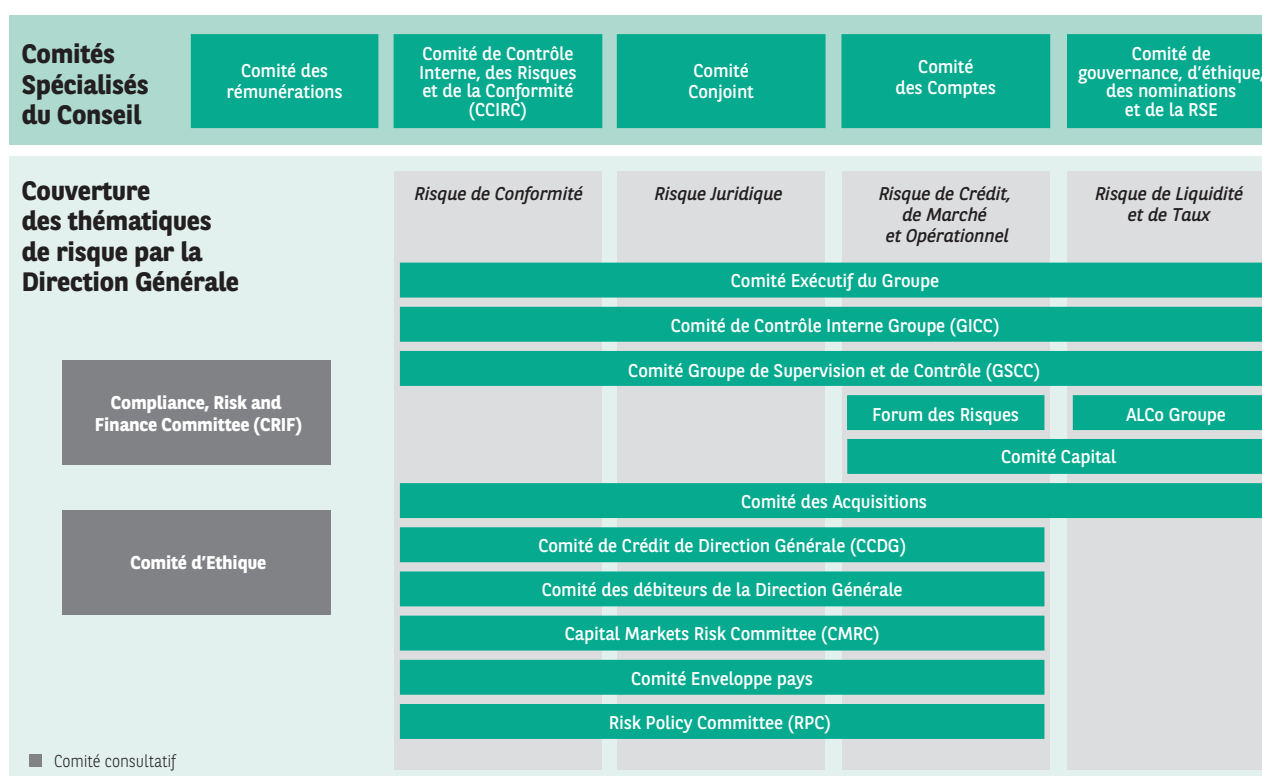 Comités
Spécialisés
du Conseil
Comité des
rémunérations
Comité de Contrôle
Interne, des Risques
et de la Conformité
(CCIRC)
Comité
Conjoint
Comité
des Comptes
Comité de
gouvernance, d'éthique,
des nominations
et de la RSE
Couverture
des thématiques
de risque par la
Direction Générale
Risque de Conformité
Risque Juridique
Risque de Crédit,
de Marché
et Opérationnel
Risque de Liquidité
et de Taux
Comité Exécutif du Groupe
Comité de Contrôle Interne Groupe (GICC)
Comité Groupe de Supervision et de Contrôle (GSCC)
Compliance, Risk and
Finance Committee (CRIF)
Forum des Risques
ALCo Groupe
Comité Capital
Comité des Acquisitions
Comité d'Ethique
Comité de Crédit de Direction Générale (CCDG)
Comité des débiteurs de la Direction Générale
Capital Markets Risk Committee (CMRC)
Comité Enveloppe pays
Risk Policy Committee (RPC)
Comité consultatif